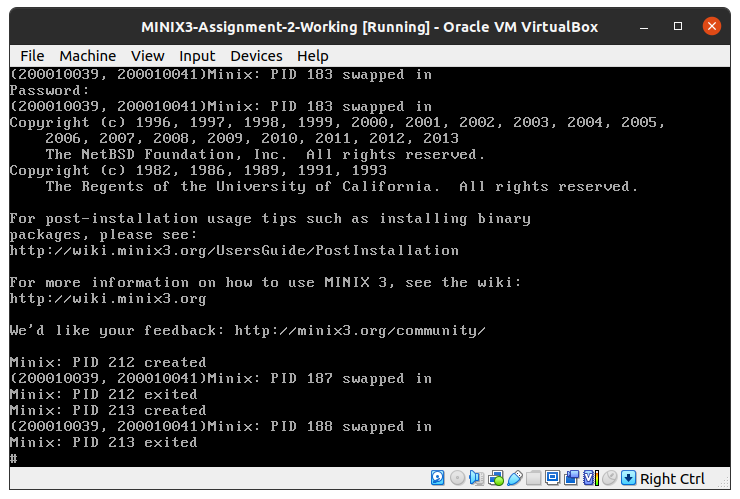 MINIX3-Assignment-2-Working [Running] - Oracle VM VirtualBox
File Machine View Input Devices Help
(200010039, 200010041)Minix: PID 183 swapped in
Password:
(200010039, 200010041)Minix: PID 183 swapped in
Copyright (c) 1996, 1997, 1998, 1999, 2000, 2001, 2002, 2003, 2004, 2005,
    2006, 2007, 2008, 2009, 2010, 2011, 2012, 2013
    The NetBSD Foundation, Inc.  All rights reserved.
Copyright (c) 1982, 1986, 1989, 1991, 1993
    The Regents of the University of California.  All rights reserved.
For post-installation usage tips such as installing binary
packages, please see:
http://wiki.minix3.org/UsersGuide/PostInstallation
For more information on how to use MINIX 3, see the wiki:
http://wiki.minix3.org
We'd like your feedback: http://minix3.org/community/
Minix: PID 212 created
(200010039, 200010041)Minix: PID 187 swapped in
Minix: PID 212 exited
Minix: PID 213 created
(200010039, 200010041)Minix: PID 188 swapped in
Minix: PID 213 exited
#
Right Ctrl